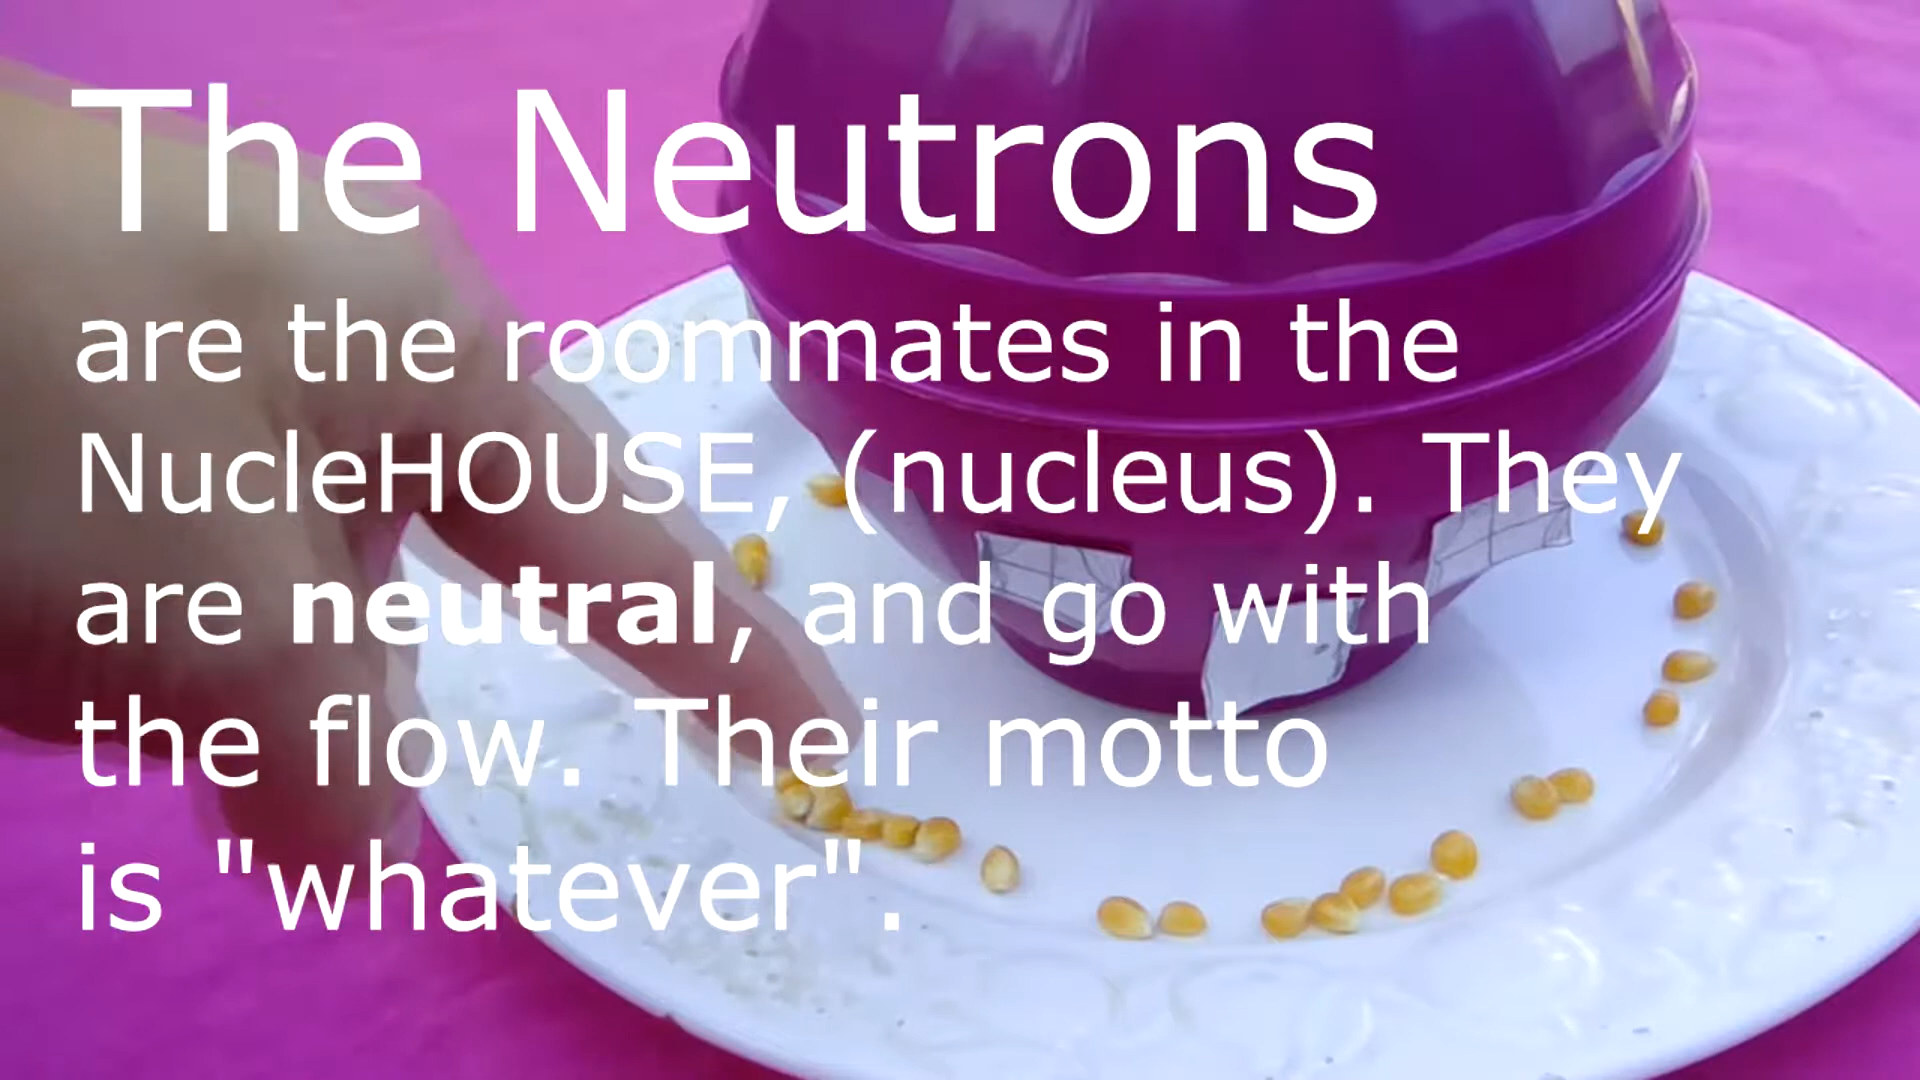 The Neutrons
are the roommates in the
NucleHOUSE, (nucleus). They
are neutral, and go with
the flow. Their motto
is "whatever".